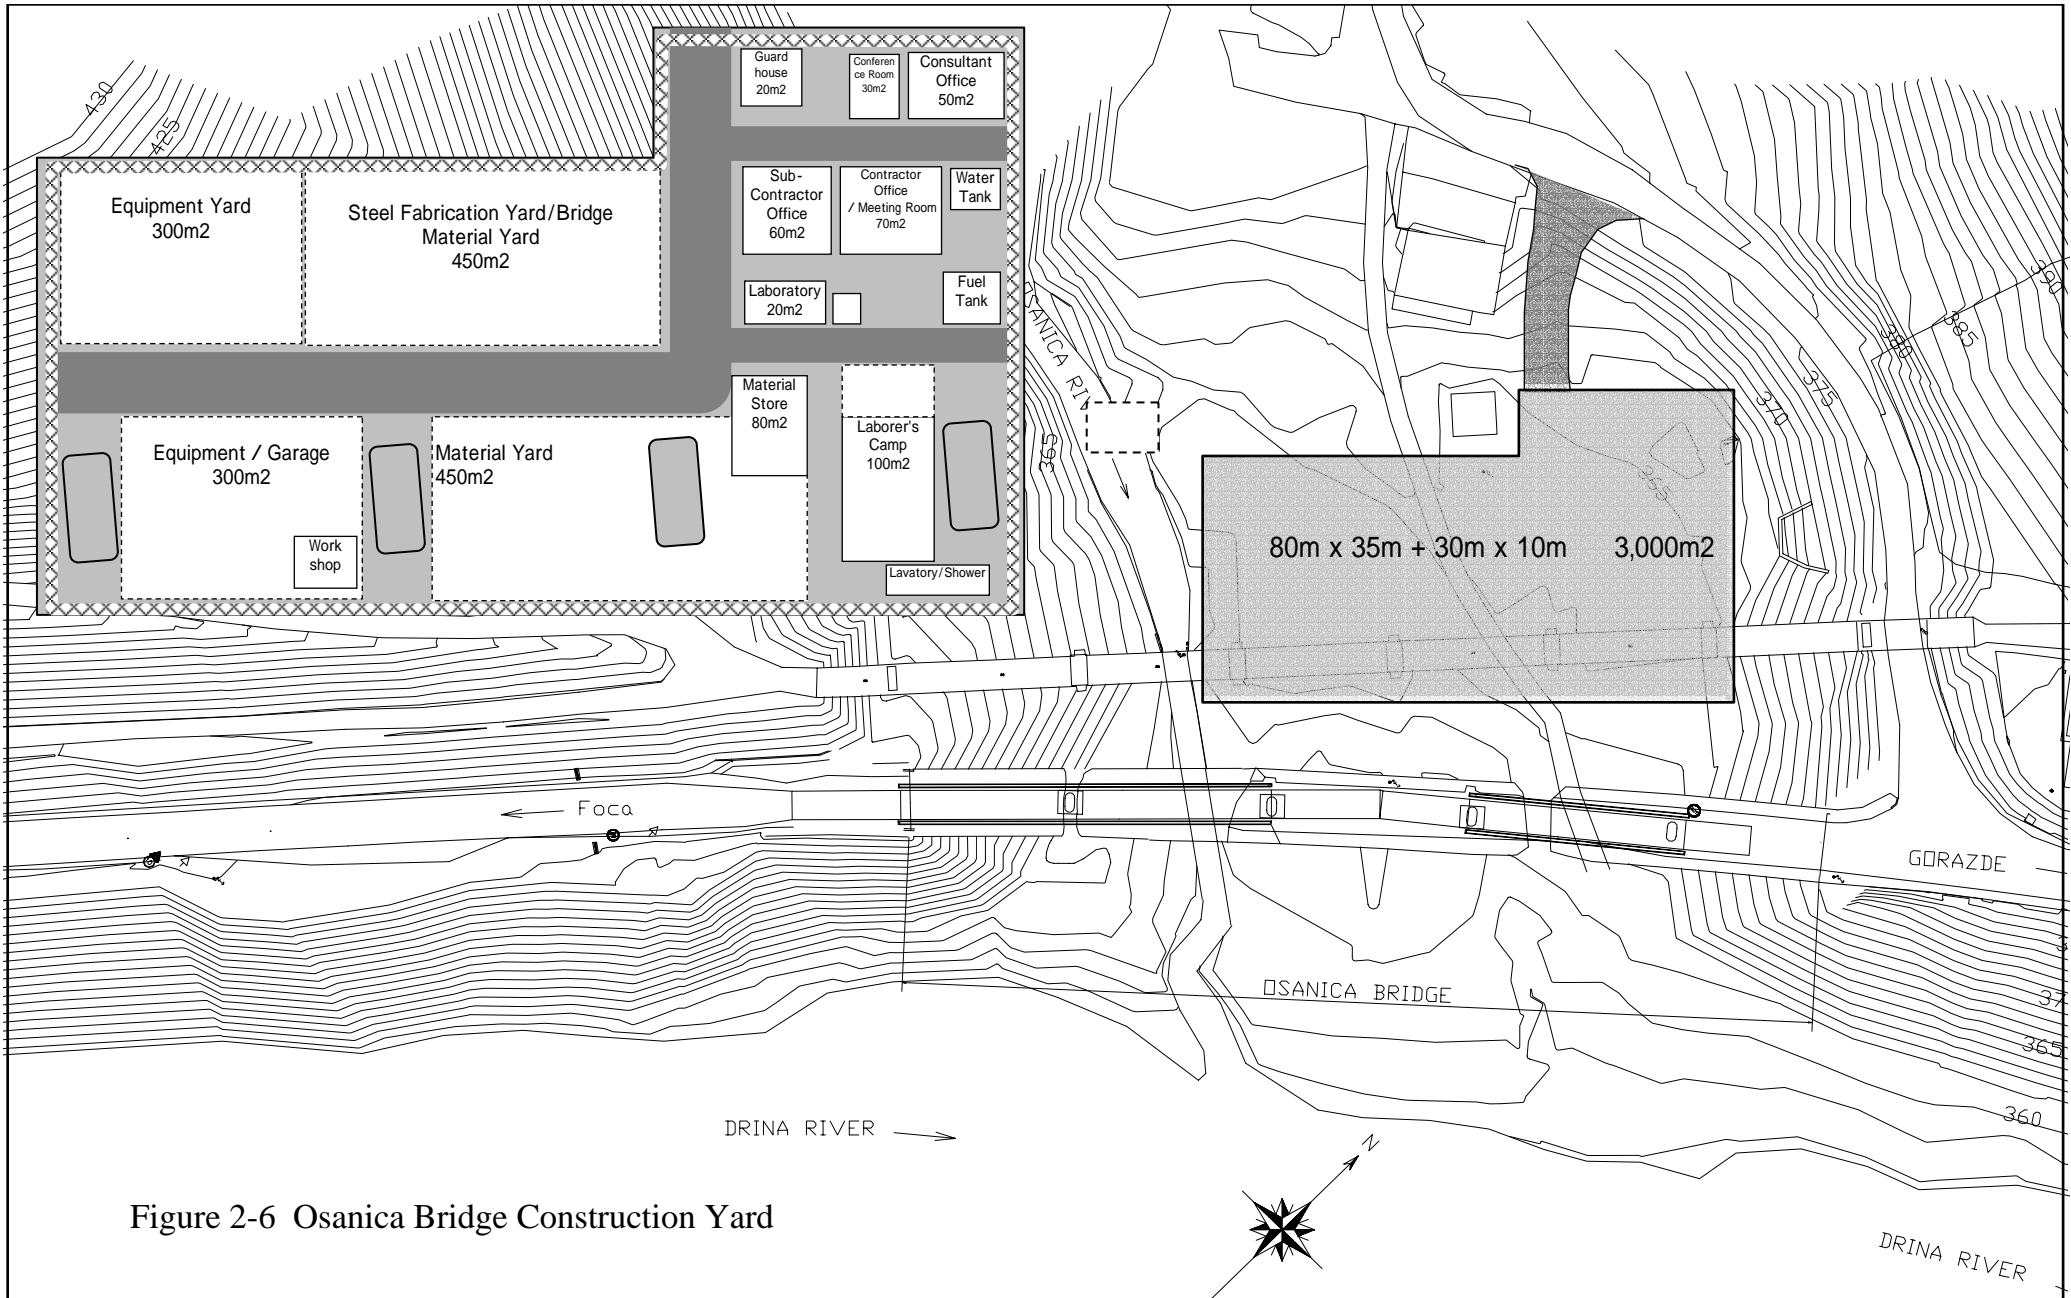 430
425
Guard
house
20m2
Conferen
ce Room
30m2
Consultant
Office
50m2
Equipment Yard
300m2
Steel Fabrication Yard/Bridge
Material Yard
450m2
Sub-
Contractor
Office
60m2
Contractor
Office
/ Meeting Room
70m2
Water
Tank
Laboratory
20m2
Fuel
Tank
Material
Store
80m2
Equipment / Garage
300m2
Material Yard
450m2
Laborer's
Camp
100m2
Work
shop
Lavatory/Shower
365
390
385
380
375
370
365
80m x 35m + 30m x 10m 3,000m2
Foca
GORAZDE
OSANICA BRIDGE
365
360
DRINA RIVER
N
DRINA RIVER
Figure 2-6 Osanica Bridge Construction Yard